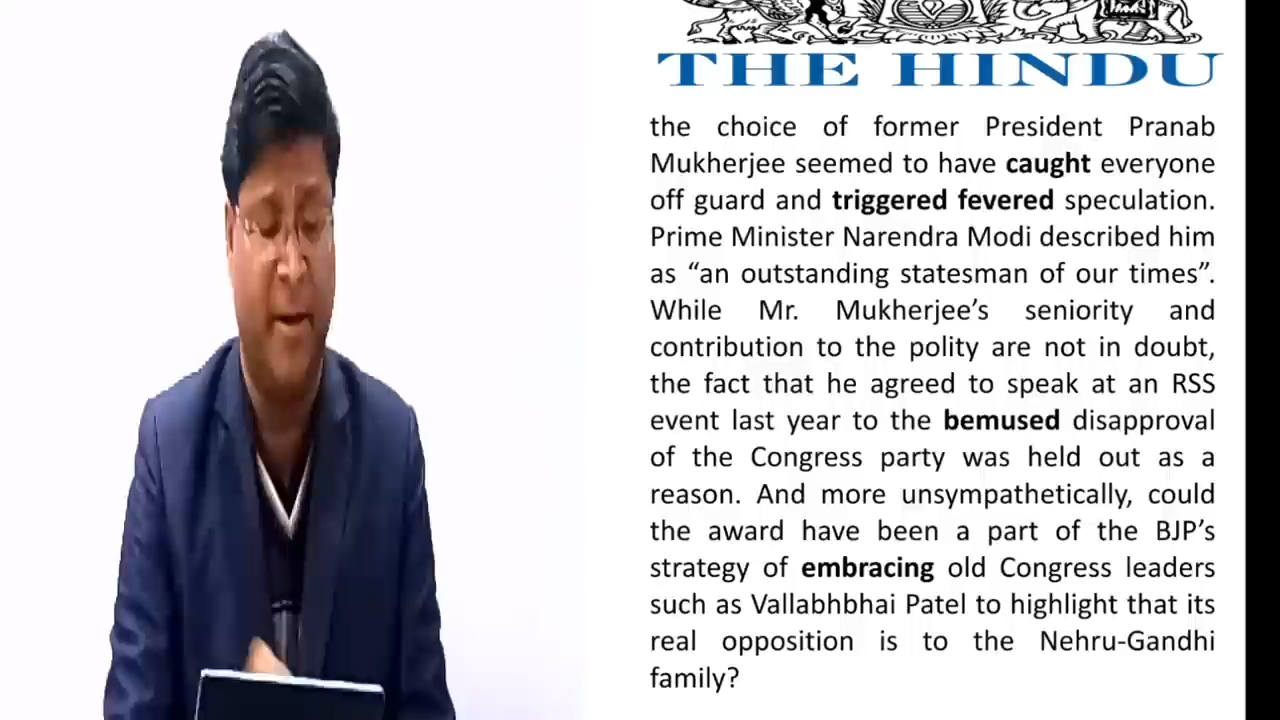 THE HINDU
the choice of former President Pranab
Mukherjee seemed to have caught everyone
off guard and triggered fevered speculation.
Prime Minister Narendra Modi described him
as “an outstanding statesman of our times”.
While Mr. Mukherjee’s seniority and
contribution to the polity are not in doubt,
the fact that he agreed to speak at an RSS
event last year to the bemused disapproval
of the Congress party was held out as a
reason. And more unsympathetically, could
the award have been a part of the BJP’s
strategy of embracing old Congress leaders
such as Vallabhbhai Patel to highlight that its
real opposition is to the Nehru-Gandhi
family?